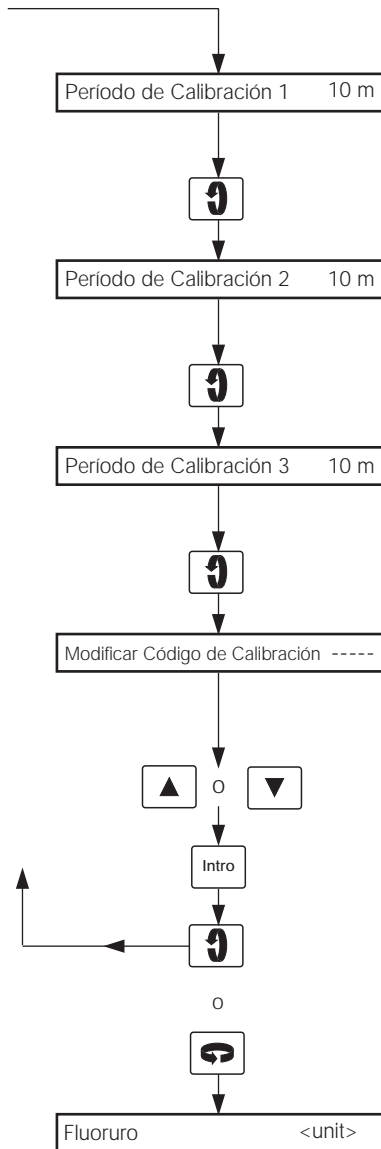 Período de Calibración 1 10 m
Período de Calibración 2 10 m
Período de Calibración 3 10 m
Modificar Código de Calibración -----
O
Intro
O
Fluoruro <unit>